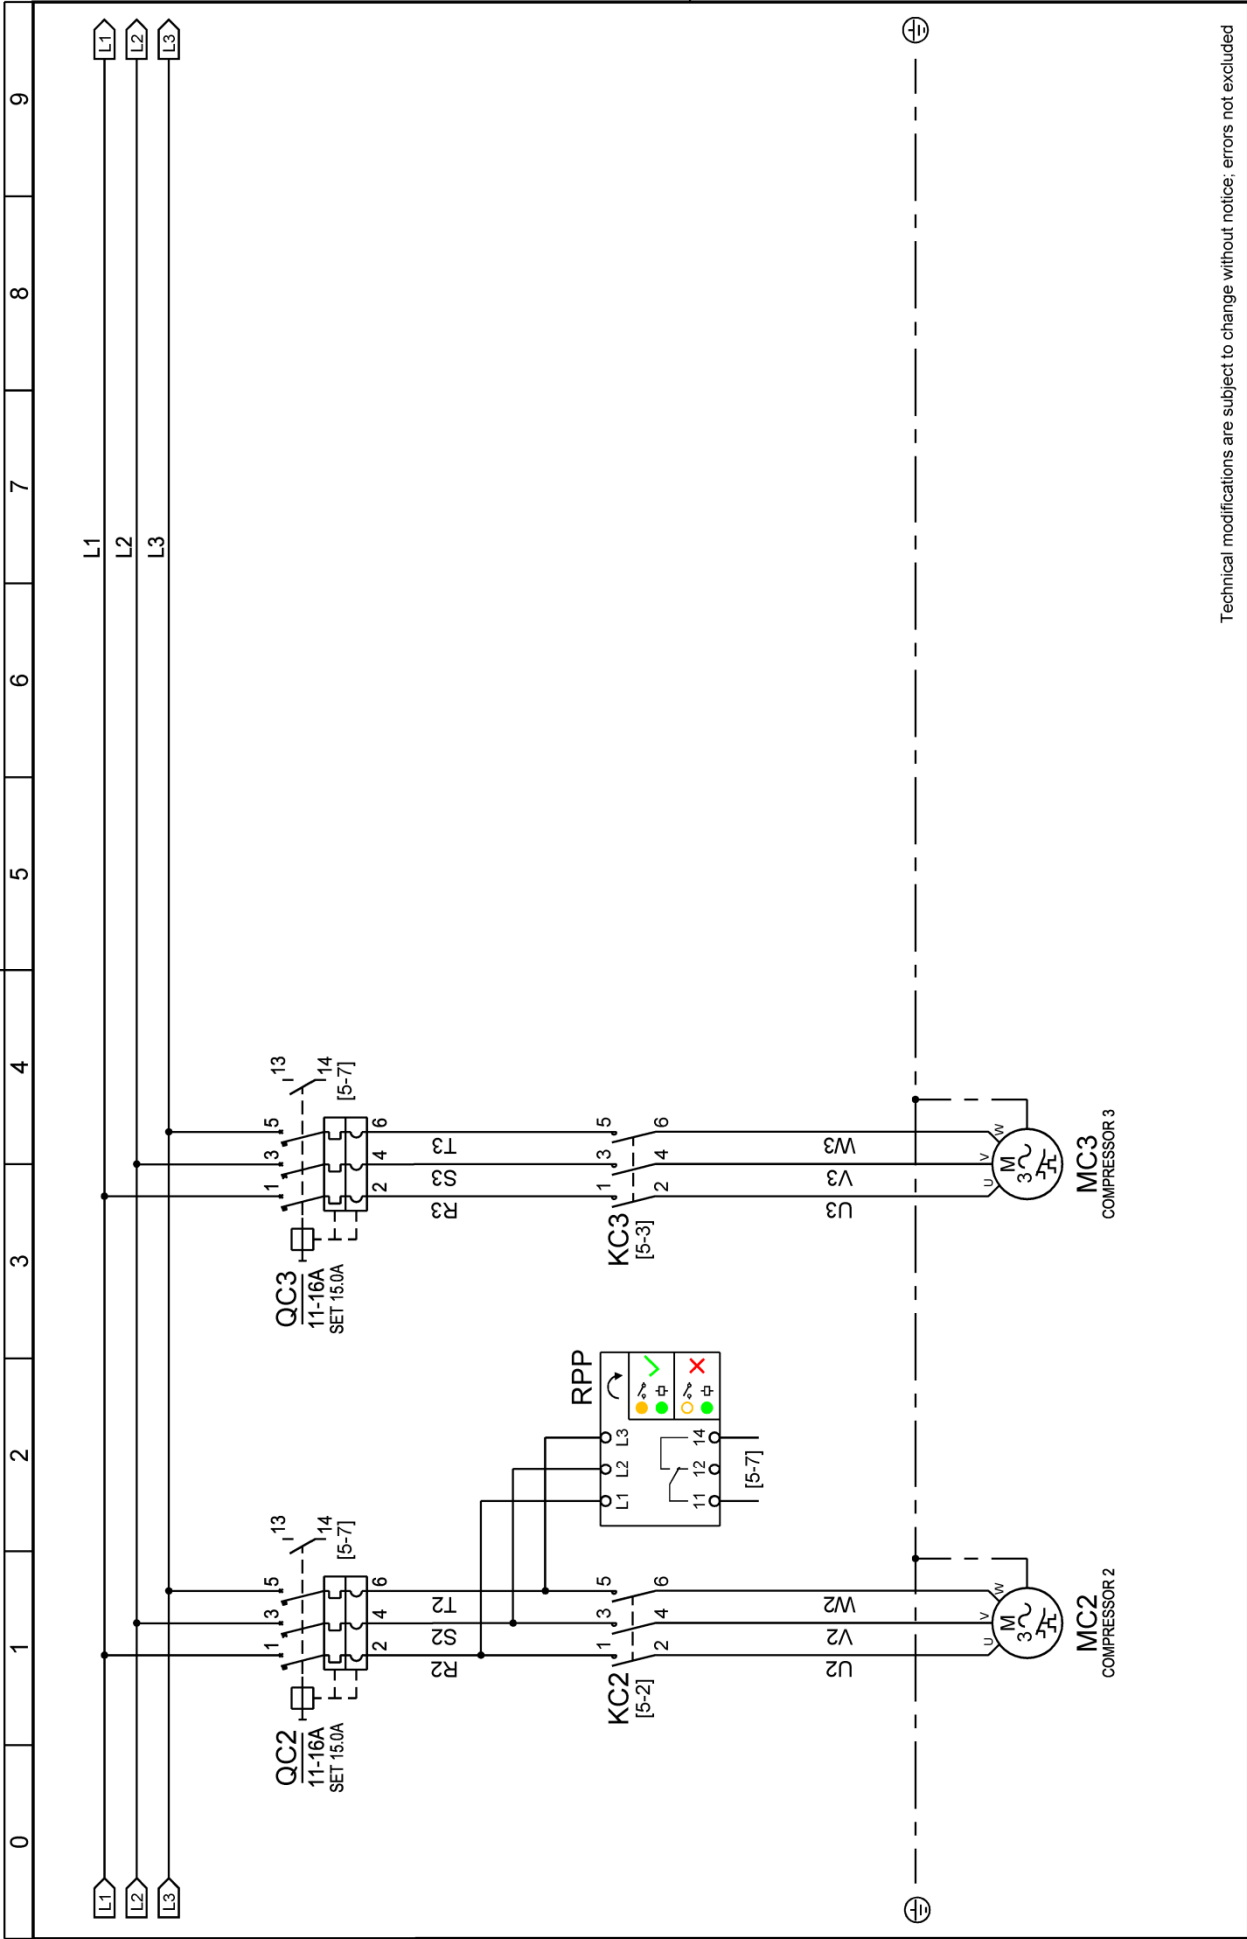 0 1 2 3 4 5 6 7 8 9
L1 L1 L1
L2 L2 L2
L3 L3 L3
QC2
11-16A
SET 15.0A
1 3 5 13
2 4 6 14
[5-7]
R2 S2 T2
QC3
11-16A
SET 15.0A
1 3 5 13
2 4 6 14
[5-7]
R3 S3 T3
RPP
L1 L2 L3
11 12 14
[5-7]
KC2
[5-2]
1 3 5
2 4 6
U2 V2 W2
KC3
[5-3]
1 3 5
2 4 6
U3 V3 W3
U V W
M
3
MC2
COMPRESSOR 2
U V W
M
3
MC3
COMPRESSOR 3
Technical modifications are subject to change without notice; errors not excluded